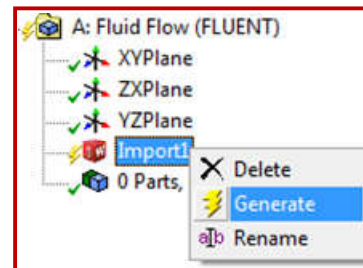 A: Fluid Flow (FLUENT)
XYPlane
ZXPlane
YZPlane
Import1
0 Parts,
Delete
Generate
Rename